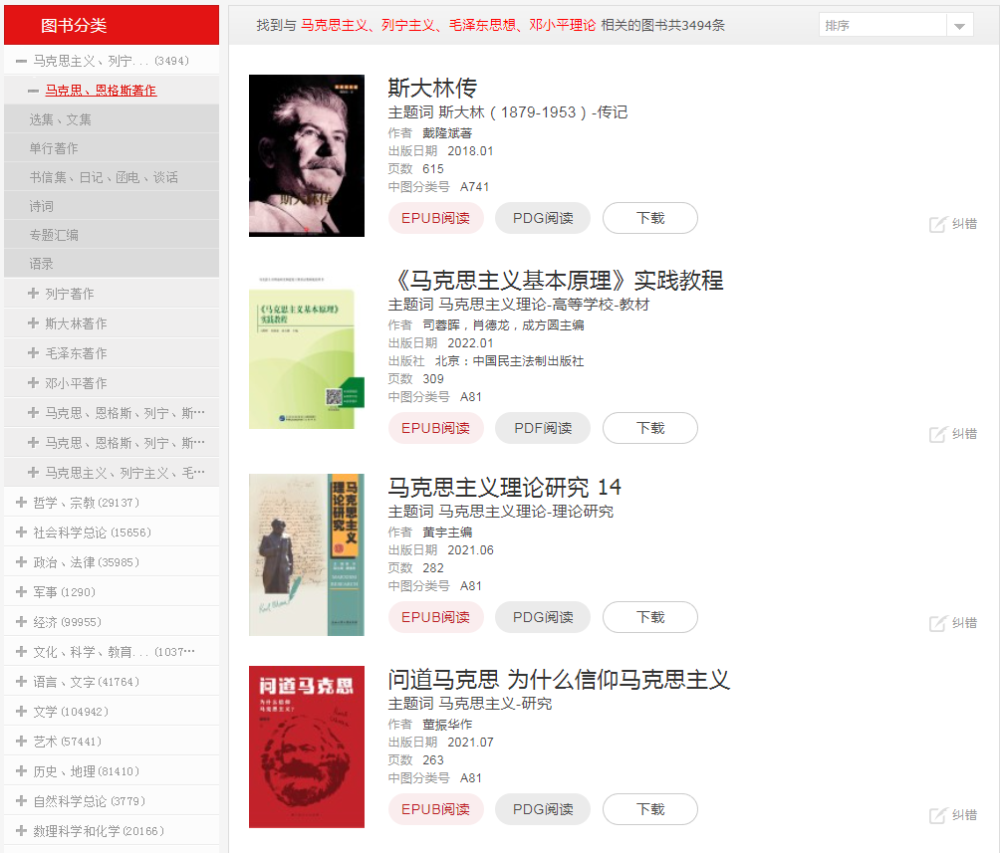 图书分类
马克思主义、列宁... (3494)
马克思、恩格斯著作
选集、文集
单行著作
书信集、日记、函电、谈话
诗词
专题汇编
语录
列宁著作
斯大林著作
毛泽东著作
邓小平著作
马克思、恩格斯、列宁、斯…
马克思、恩格斯、列宁、斯…
马克思主义、列宁主义、毛…
哲学、宗教(29137)
社会科学总论(15656)
政治、法律(35985)
军事(1290)
经济(99955)
文化、科学、教育... (1037…
语言、文字(41764)
文学(104942)
艺术(57441)
历史、地理(81410)
自然科学总论(3779)
数理科学和化学(20166)
找到与 马克思主义、列宁主义、毛泽东思想、邓小平理论 相关的图书共3494条
排序
斯大林传
斯大林传
主题词 斯大林（1879-1953）-传记
作者 戴隆斌著
出版日期 2018.01
页数 615
中图分类号 A741
EPUB阅读 PDG阅读 下载
纠错
《马克思主义基本原理》
实践教程
《马克思主义基本原理》实践教程
主题词 马克思主义理论-高等学校-教材
作者 司蓉晖，肖德龙，成方圆主编
出版日期 2022.01
出版社 北京：中国民主法制出版社
页数 309
中图分类号 A81
EPUB阅读 PDF阅读 下载
纠错
马克思主义
理论研究
马克思主义理论研究 14
主题词 马克思主义理论-理论研究
作者 黄宇主编
出版日期 2021.06
页数 282
中图分类号 A81
EPUB阅读 PDG阅读 下载
纠错
问道马克思
为什么信仰
马克思主义?
问道马克思 为什么信仰马克思主义
主题词 马克思主义-研究
作者 董振华作
出版日期 2021.07
页数 263
中图分类号 A81
EPUB阅读 PDG阅读 下载
纠错